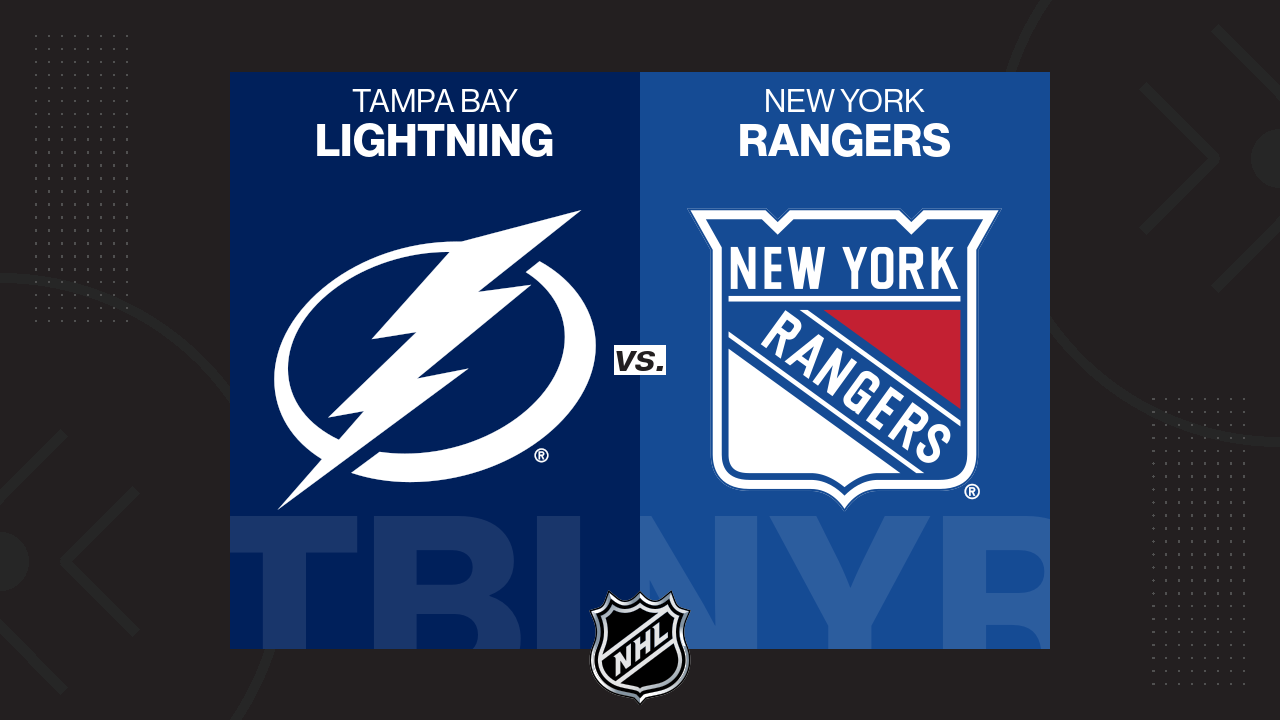 TAMPA BAY
LIGHTNING
NEW YORK
RANGERS
vs.
NEW YORK
RANGERS
®
®
TBL
NYR
NHL